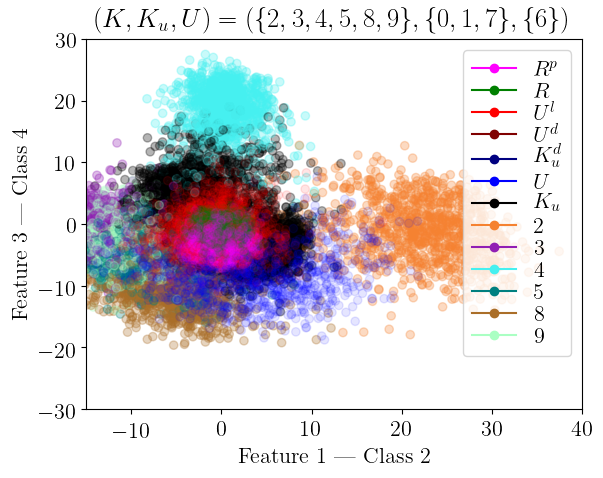 (K, K_u, U) = ({2, 3, 4, 5, 8, 9}, {0, 1, 7}, {6})
30
20
10
0
−10
−20
−30
Feature 3 — Class 4
R^p
R
U^l
U^d
K_u^d
U
K_u
2
3
4
5
8
9
−10
0
10
20
30
40
Feature 1 — Class 2